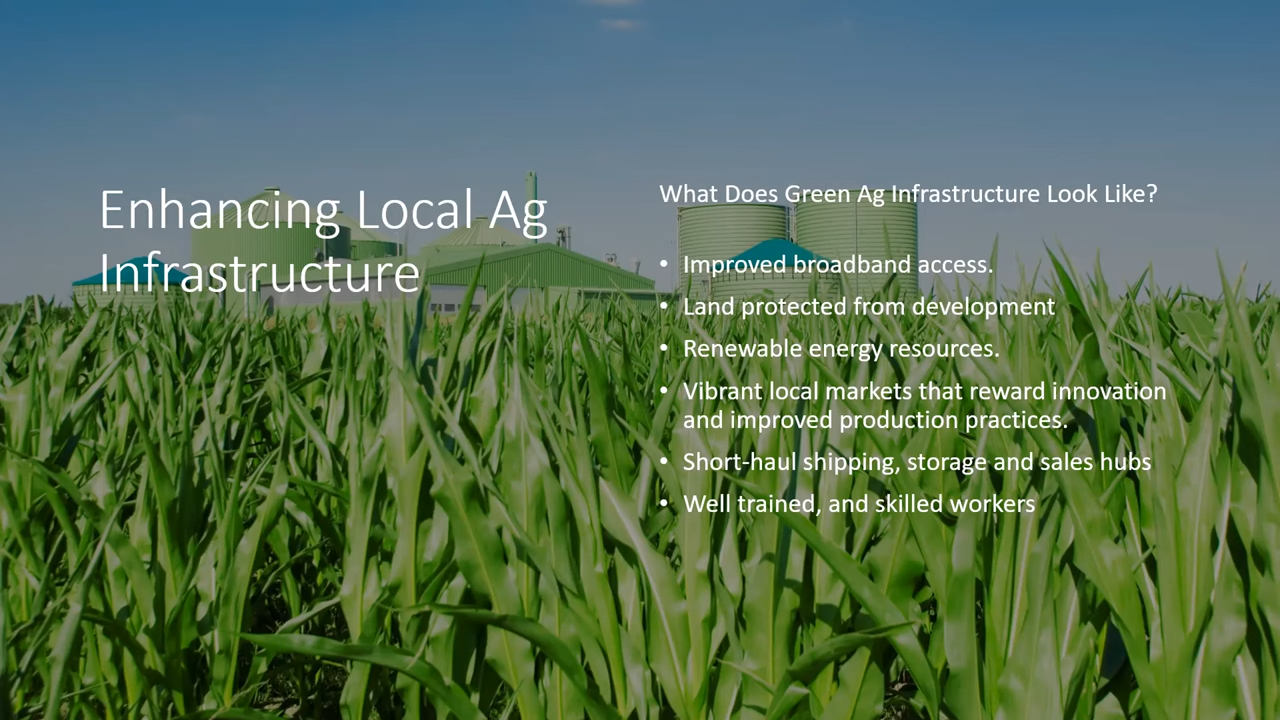 Enhancing Local Ag
Infrastructure
What Does Green Ag Infrastructure Look Like?
• Improved broadband access.
• Land protected from development
• Renewable energy resources.
• Vibrant local markets that reward innovation
and improved production practices.
• Short-haul shipping, storage and sales hubs
• Well trained, and skilled workers